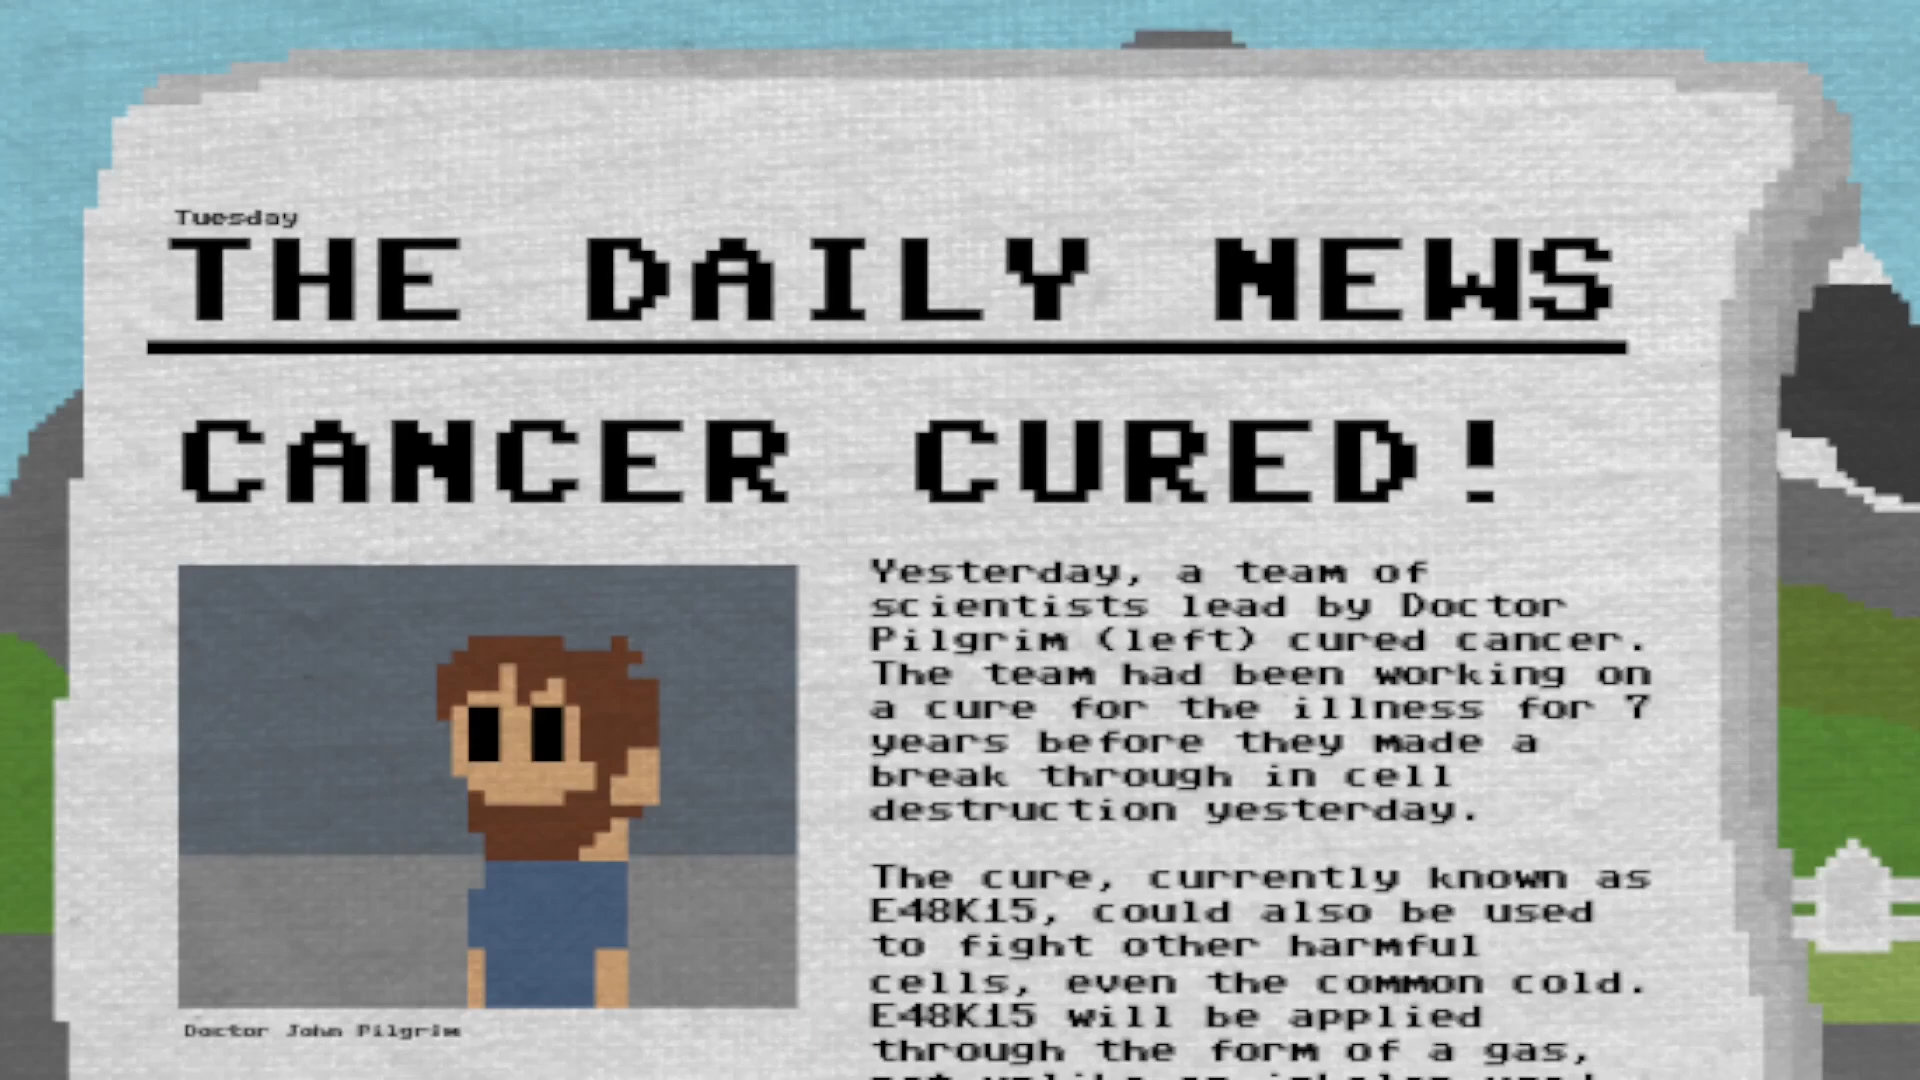 Tuesday
THE DAILY NEWS
CANCER CURED!
Yesterday, a team of
scientists lead by Doctor
Pilgrim (left) cured cancer.
The team had been working on
a cure for the illness for 7
years before they made a
break through in cell
destruction yesterday.
The cure, currently known as
E48K15, could also be used
to fight other harmful
cells, even the common cold.
E48K15 will be applied
through the form of a gas,
Doctor John Pilgrim